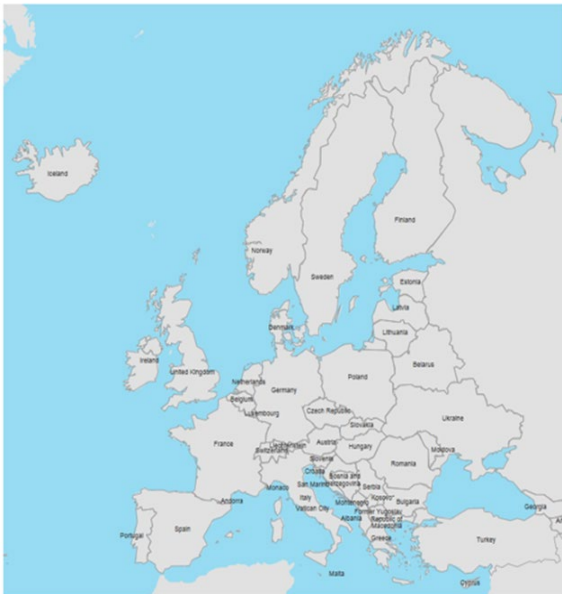 Iceland
Norway
Finland
Sweden
Estonia
Latvia
Lithuania
Denmark
Ireland
United Kingdom
Belarus
Netherlands
Poland
Germany
Belgium
Luxembourg
Czech Republic
Ukraine
Slovakia
France
Liechtenstein
Switzerland
Austria
Hungary
Moldova
Slovenia
Romania
Croatia
Bosnia and
Herzegovina
San Marino
Monaco
Serbia
Andorra
Italy
Kosovo
Montenegro
Bulgaria
Vatican City
Former Yugoslav
Republic of
Macedonia
Albania
Georgia
Portugal
Spain
Greece
Turkey
Malta
Cyprus